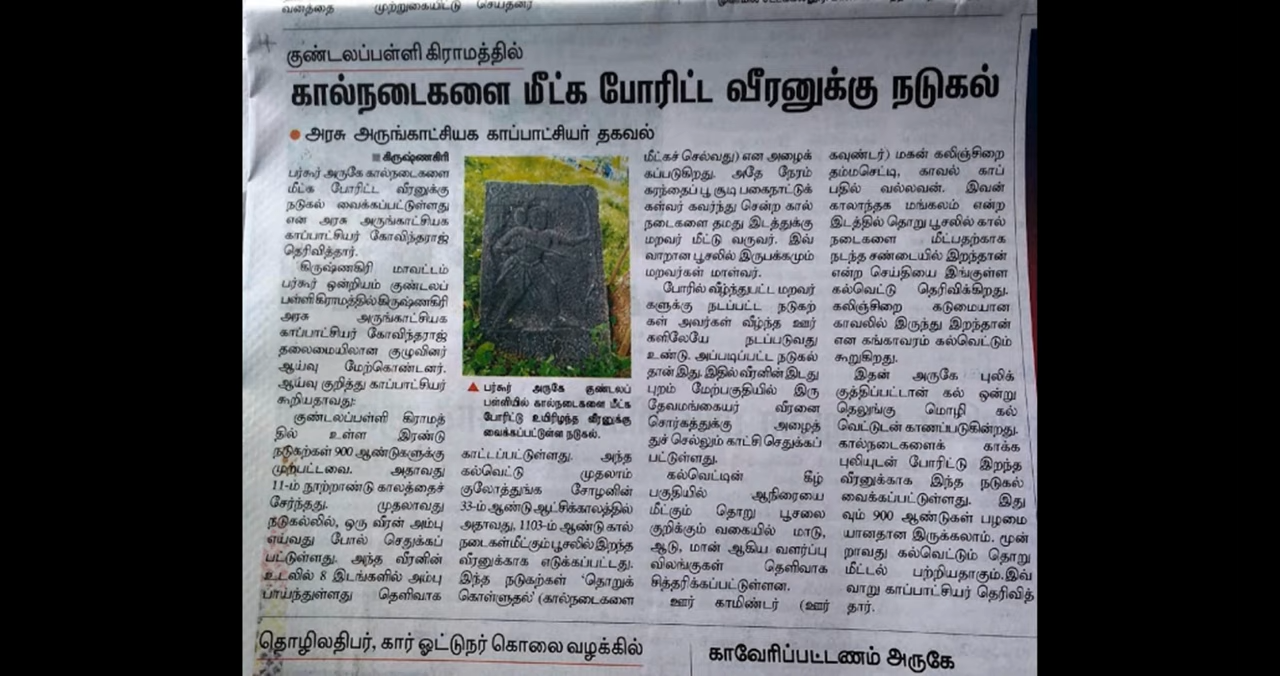 வனத்தை முற்றுகையிட்டு செய்தனர்
குண்டலப்பள்ளி கிராமத்தில்
கால்நடைகளை மீட்க போரிட்ட வீரனுக்கு நடுகல்
● அரசு அருங்காட்சியக காப்பாட்சியர் தகவல்
■ கிருஷ்ணகிரி
பர்கூர் அருகே கால்நடைகளை
மீட்க போரிட்ட வீரனுக்கு
நடுகல் வைக்கப்பட்டுள்ளது
என அரசு அருங்காட்சியக
காப்பாட்சியர் கோவிந்தராஜ்
தெரிவித்தார்.
கிருஷ்ணகிரி மாவட்டம்
பர்கூர் ஒன்றியம் குண்டலப்
பள்ளி கிராமத்தில் கிருஷ்ணகிரி
அரசு அருங்காட்சியக
காப்பாட்சியர் கோவிந்தராஜ்
தலைமையிலான குழுவினர்
ஆய்வு மேற்கொண்டனர்.
ஆய்வு குறித்து காப்பாட்சியர்
கூறியதாவது:
குண்டலப்பள்ளி கிராமத்
தில் உள்ள இரண்டு
நடுகற்கள் 900 ஆண்டுகளுக்கு
முற்பட்டவை. அதாவது
11-ம் நூற்றாண்டு காலத்தைச்
சேர்ந்தது. முதலாவது
நடுகல்லில், ஒரு வீரன் அம்பு
எய்வது போல் செதுக்கப்
பட்டுள்ளது. அந்த வீரனின்
உடலில் 8 இடங்களில் அம்பு
பாய்ந்துள்ளது தெளிவாக
▲ பர்கூர் அருகே குண்டலப்
பள்ளியில் கால்நடைகளை மீட்க
போரிட்டு உயிரிழந்த வீரனுக்கு
வைக்கப்பட்டுள்ள நடுகல்.
காட்டப்பட்டுள்ளது. அந்த
கல்வெட்டு முதலாம்
குலோத்துங்க சோழனின்
33-ம் ஆண்டு ஆட்சிக்காலத்தில்
அதாவது, 1103-ம் ஆண்டு கால்
நடைகள் மீட்கும் பூசலில் இறந்த
வீரனுக்காக எடுக்கப்பட்டது.
இந்த நடுகற்கள் 'தொறுக்
கொள்ளுதல்' (கால்நடைகளை
மீட்கச் செல்வது) என அழைக்
கப்படுகிறது. அதே நேரம்
கரந்தைப் பூ சூடி பகைநாட்டுக்
கள்வர் கவர்ந்து சென்ற கால்
நடைகளை தமது இடத்துக்கு
மறவர் மீட்டு வருவர். இவ்
வாறான பூசலில் இருபக்கமும்
மறவர்கள் மாள்வர்.
போரில் வீழ்ந்துபட்ட மறவர்
களுக்கு நடப்பட்ட நடுகற்
கள் அவர்கள் வீழ்ந்த ஊர்
களிலேயே நடப்படுவது
உண்டு. அப்படிப்பட்ட நடுகல்
தான் இது. இதில் வீரனின் இடது
புறம் மேற்பகுதியில் இரு
தேவமங்கையர் வீரனை
சொர்கத்துக்கு அழைத்
துச் செல்லும் காட்சி செதுக்கப்
பட்டுள்ளது.
கல்வெட்டின் கீழ்
பகுதியில் ஆநிரையை
மீட்கும் தொறு பூசலை
குறிக்கும் வகையில் மாடு,
ஆடு, மான் ஆகிய வளர்ப்பு
விலங்குகள் தெளிவாக
சித்தரிக்கப்பட்டுள்ளன.
ஊர் காமிண்டர் (ஊர்
கவுண்டர்) மகன் கலிஞ்சிறை
தம்மசெட்டி, காவல் காப்
பதில் வல்லவன். இவன்
காலாந்தக மங்கலம் என்ற
இடத்தில் தொறு பூசலில் கால்
நடைகளை மீட்பதற்காக
நடந்த சண்டையில் இறந்தான்
என்ற செய்தியை இங்குள்ள
கல்வெட்டு தெரிவிக்கிறது.
கலிஞ்சிறை கடுமையான
காவலில் இருந்து இறந்தான்
என கங்காவரம் கல்வெட்டும்
கூறுகிறது.
இதன் அருகே புலிக்
குத்திப்பட்டான் கல் ஒன்று
தெலுங்கு மொழி கல்
வெட்டுடன் காணப்படுகின்றது.
கால்நடைகளைக் காக்க
புலியுடன் போரிட்டு இறந்த
வீரனுக்காக இந்த நடுகல்
வைக்கப்பட்டுள்ளது. இது
வும் 900 ஆண்டுகள் பழமை
யானதான இருக்கலாம். மூன்
றாவது கல்வெட்டும் தொறு
மீட்டல் பற்றியதாகும்.இவ்
வாறு காப்பாட்சியர் தெரிவித்
தார்.
தொழிலதிபர், கார் ஓட்டுநர் கொலை வழக்கில்
காவேரிப்பட்டணம் அருகே